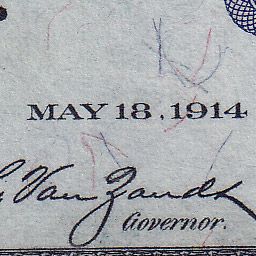 MAY 18, 1914
Van Zandt
Governor.